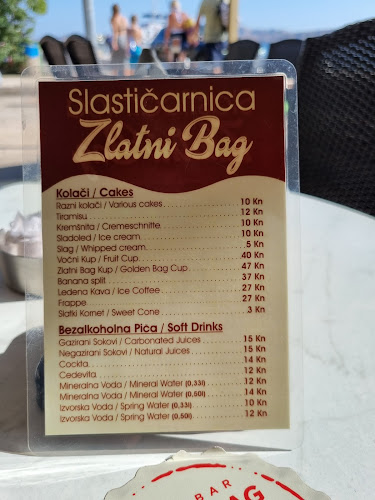 Slastičarnica
Zlatni Bag
Kolači / Cakes
Razni kolači / Various cakes 10 Kn
Tiramisu 12 Kn
Kremšnita / Cremeschnitte 10 Kn
Sladoled / Ice cream 10 Kn
Šlag / Whipped cream 5 Kn
Voćni Kup / Fruit Cup 40 Kn
Zlatni Bag Kup / Golden Bag Cup 47 Kn
Banana split 37 Kn
Ledena Kava / Ice Coffee 27 Kn
Frappe 27 Kn
Slatki Kornet / Sweet Cone 3 Kn
Bezalkoholna Pića / Soft Drinks
Gazirani Sokovi / Carbonated Juices 15 Kn
Negazirani Sokovi / Natural Juices 15 Kn
Cockta 14 Kn
Cedevita 12 Kn
Mineralna Voda / Mineral Water (0,33l) 12 Kn
Mineralna Voda / Mineral Water (0,50l) 14 Kn
Izvorska Voda / Spring Water (0,33l) 10 Kn
Izvorska Voda / Spring Water (0,50l) 12 Kn
BAR
AG